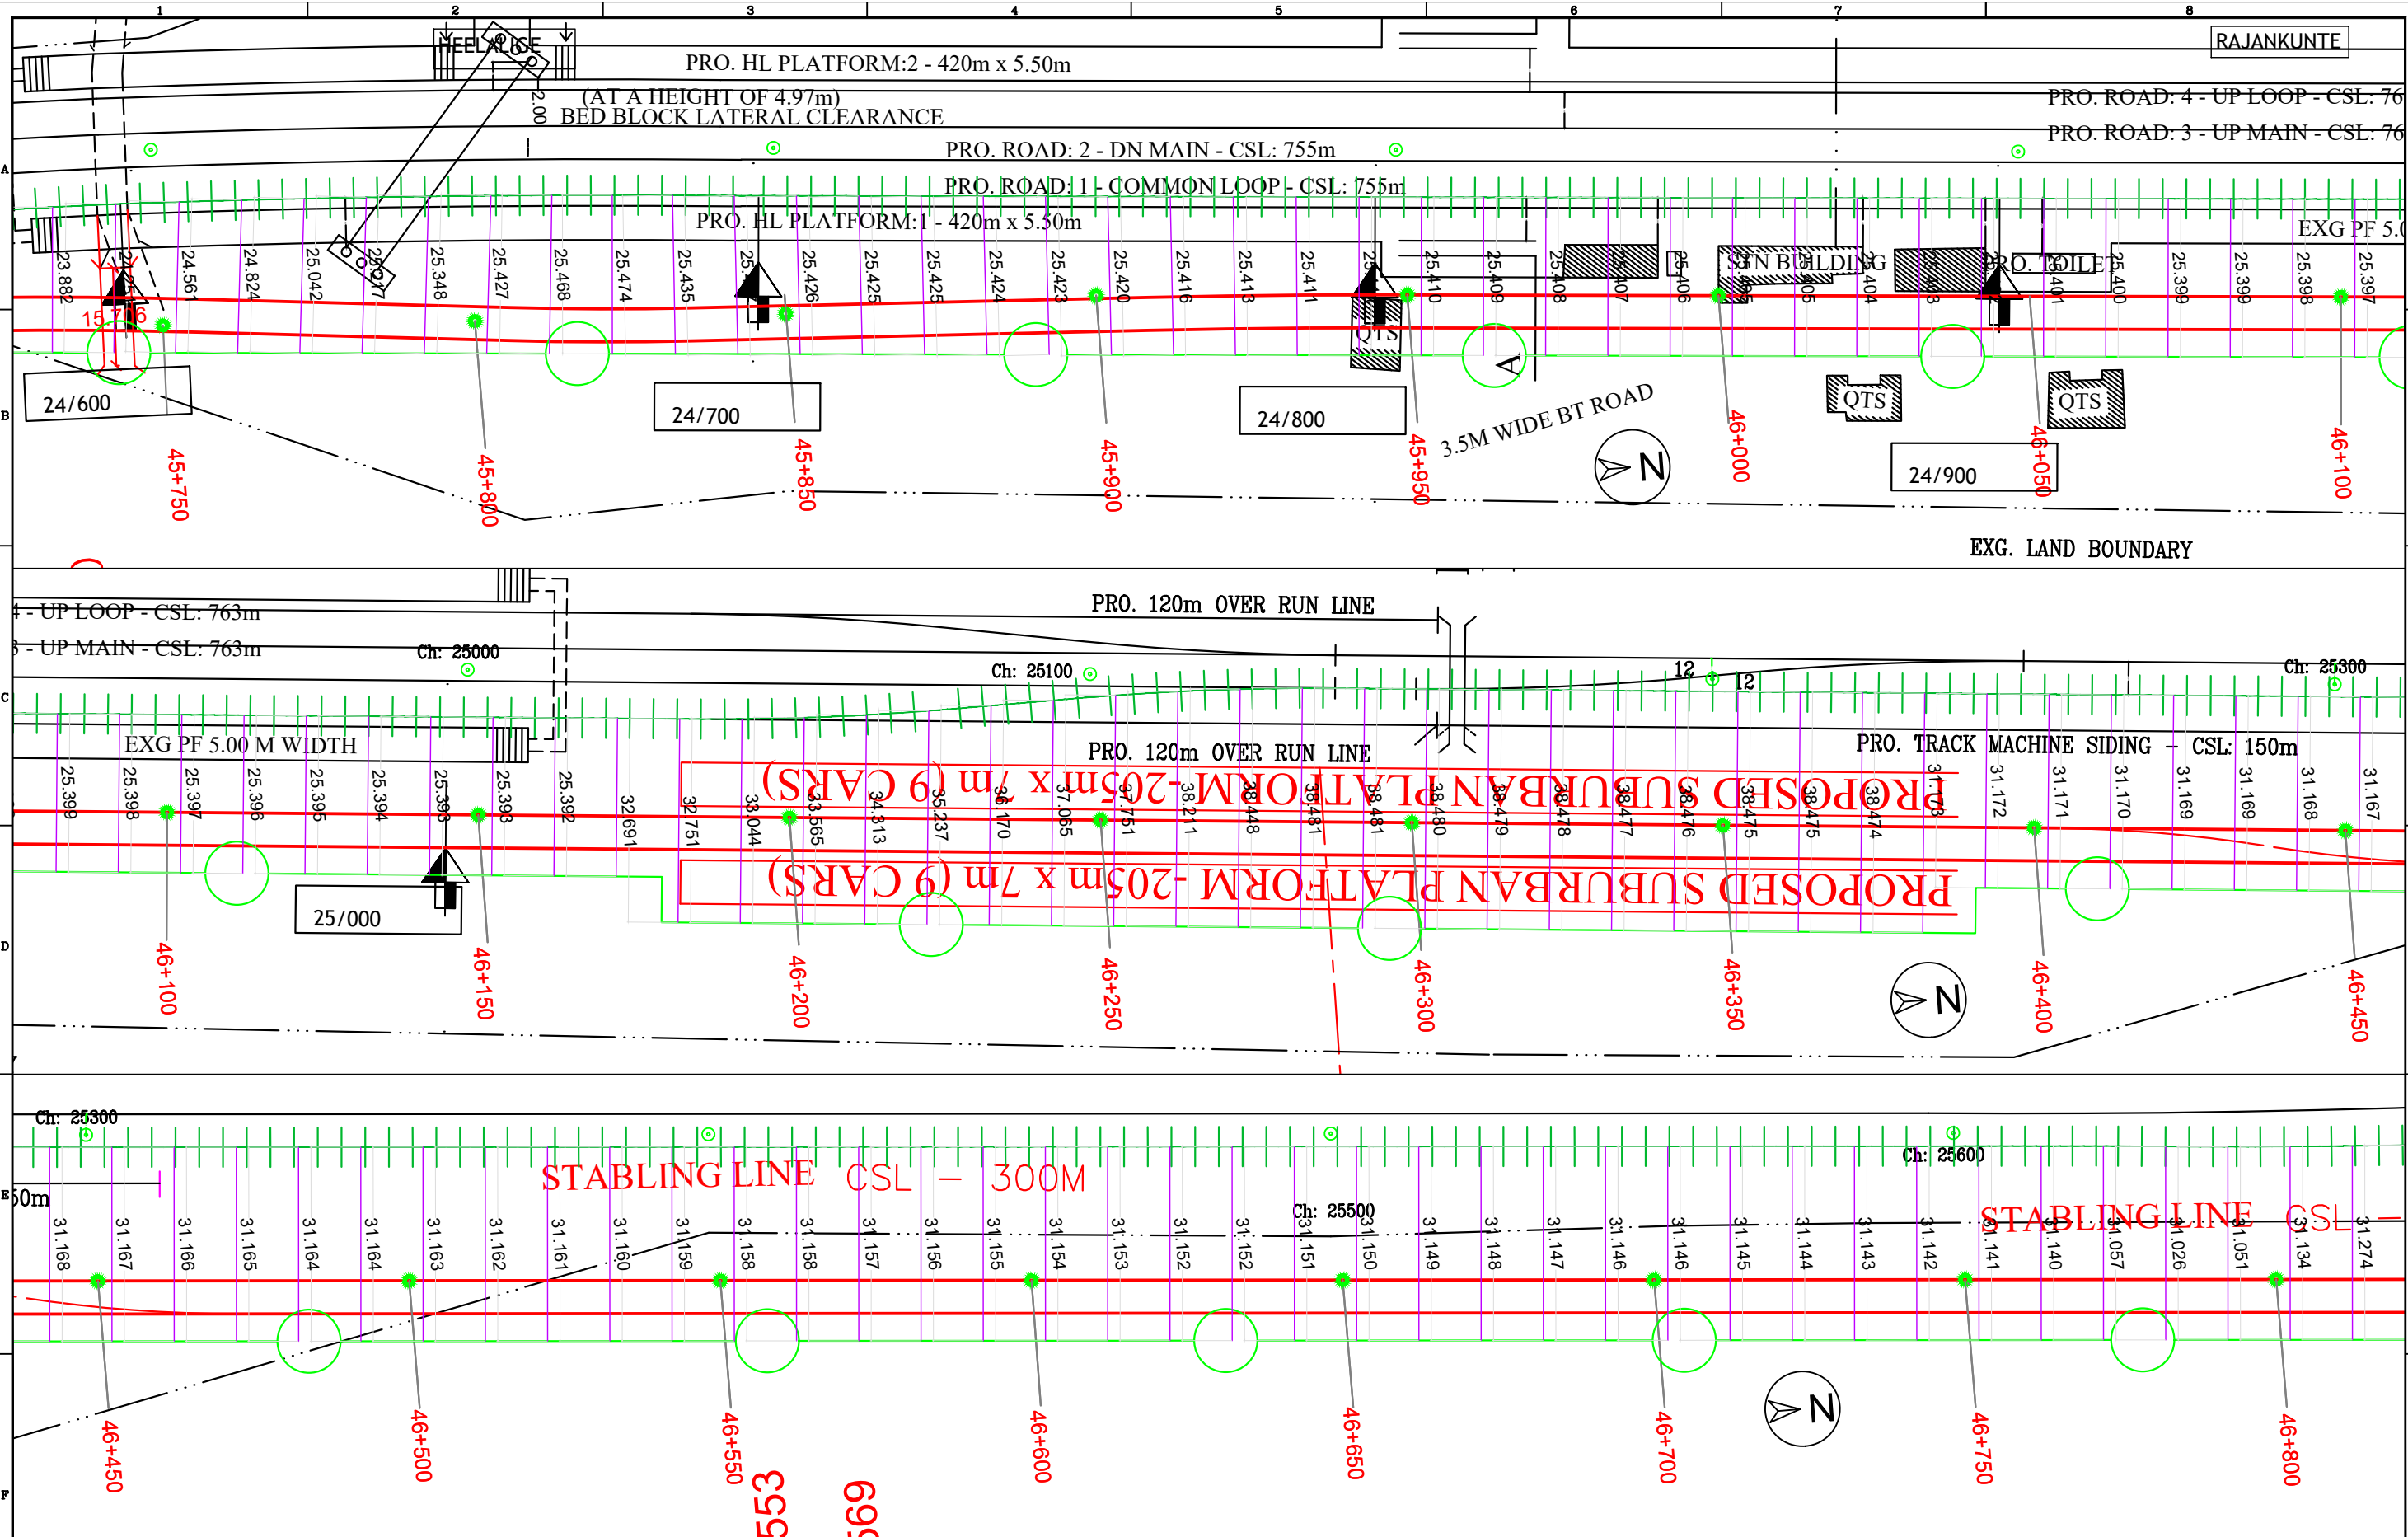 1 2 3 4 5 6 7 8
HEELALIGE
RAJANKUNTE
PRO. HL PLATFORM:2 - 420m x 5.50m
(AT A HEIGHT OF 4.97m)
2.00
BED BLOCK LATERAL CLEARANCE
PRO. ROAD: 4 - UP LOOP - CSL: 76
PRO. ROAD: 3 - UP MAIN - CSL: 76
PRO. ROAD: 2 - DN MAIN - CSL: 755m
A
PRO. ROAD: 1 - COMMON LOOP - CSL: 755m
PRO. HL PLATFORM:1 - 420m x 5.50m
EXG PF 5.0
23.882 24.561 24.824 25.042 25.217 25.348 25.427 25.468 25.474 25.435 25.426 25.425 25.425 25.424 25.423 25.420 25.416 25.413 25.411 25.410 25.409 25.408 25.407 25.406 25.404 25.403 25.401 25.400 25.399 25.399 25.398 25.397
STN BUILDING
PRO. TOILET
15.706
QTS
A
QTS
QTS
24/600
24/700
24/800
24/900
B
3.5M WIDE BT ROAD
N
45+750 45+800 45+850 45+900 45+950 46+000 46+050 46+100
EXG. LAND BOUNDARY
4 - UP LOOP - CSL: 763m
3 - UP MAIN - CSL: 763m
PRO. 120m OVER RUN LINE
Ch: 25000
Ch: 25100
12
12
Ch: 25300
C
EXG PF 5.00 M WIDTH
PRO. 120m OVER RUN LINE
PRO. TRACK MACHINE SIDING - CSL: 150m
PROPOSED SUBURBAN PLATFORM -205m x 7m (9 CARS)
25.399 25.398 25.397 25.396 25.395 25.394 25.393 25.393 25.392 32.691 32.751 33.044 33.565 34.313 35.237 36.170 37.065 37.751 38.211 38.448 38.481 38.481 38.480 38.479 38.478 38.477 38.476 38.475 38.475 38.474 31.173 31.172 31.171 31.170 31.169 31.169 31.168 31.167
PROPOSED SUBURBAN PLATFORM -205m x 7m (9 CARS)
25/000
D
N
46+100 46+150 46+200 46+250 46+300 46+350 46+400 46+450
Ch: 25300
Ch: 25600
STABLING LINE CSL - 300M
E
50m
Ch: 25500
STABLING LINE CSL -
31.168 31.167 31.166 31.165 31.164 31.164 31.163 31.162 31.161 31.160 31.159 31.158 31.158 31.157 31.156 31.155 31.154 31.153 31.152 31.152 31.151 31.150 31.149 31.148 31.147 31.146 31.145 31.144 31.143 31.142 31.141 31.140 31.057 31.026 31.051 31.134 31.274
N
46+450 46+500 46+550 46+600 46+650 46+700 46+750 46+800
F
553